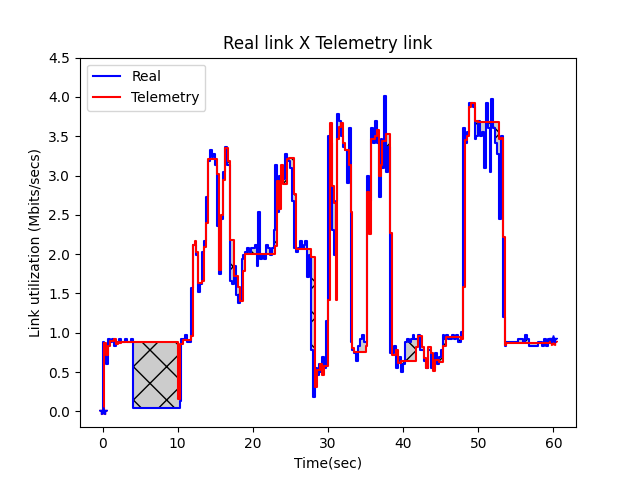 Real link X Telemetry link
Real
Telemetry
Link utilization (Mbits/secs)
4.5
4.0
3.5
3.0
2.5
2.0
1.5
1.0
0.5
0.0
0 10 20 30 40 50 60
Time(sec)